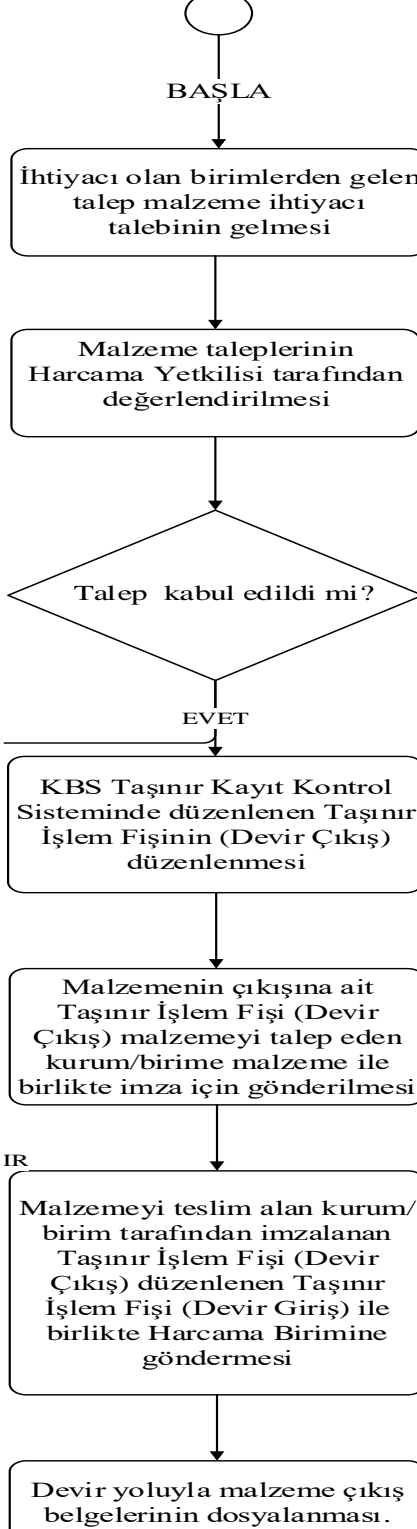 BAŞLA
İhtiyacı olan birimlerden gelen
talep malzeme ihtiyacı
talebinin gelmesi
Malzeme taleplerinin
Harcama Yetkilisi tarafından
değerlendirilmesi
Talep kabul edildi mi?
EVET
KBS Taşınır Kayıt Kontrol
Sisteminde düzenlenen Taşınır
İşlem Fişinin (Devir Çıkış)
düzenlenmesi
Malzemenin çıkışına ait
Taşınır İşlem Fişi (Devir
Çıkış) malzemeyi talep eden
kurum/birime malzeme ile
birlikte imza için gönderilmesi
IR
Malzemeyi teslim alan kurum/
birim tarafından imzalanan
Taşınır İşlem Fişi (Devir
Çıkış) düzenlenen Taşınır
İşlem Fişi (Devir Giriş) ile
birlikte Harcama Birimine
göndermesi
Devir yoluyla malzeme çıkış
belgelerinin dosyalanması.